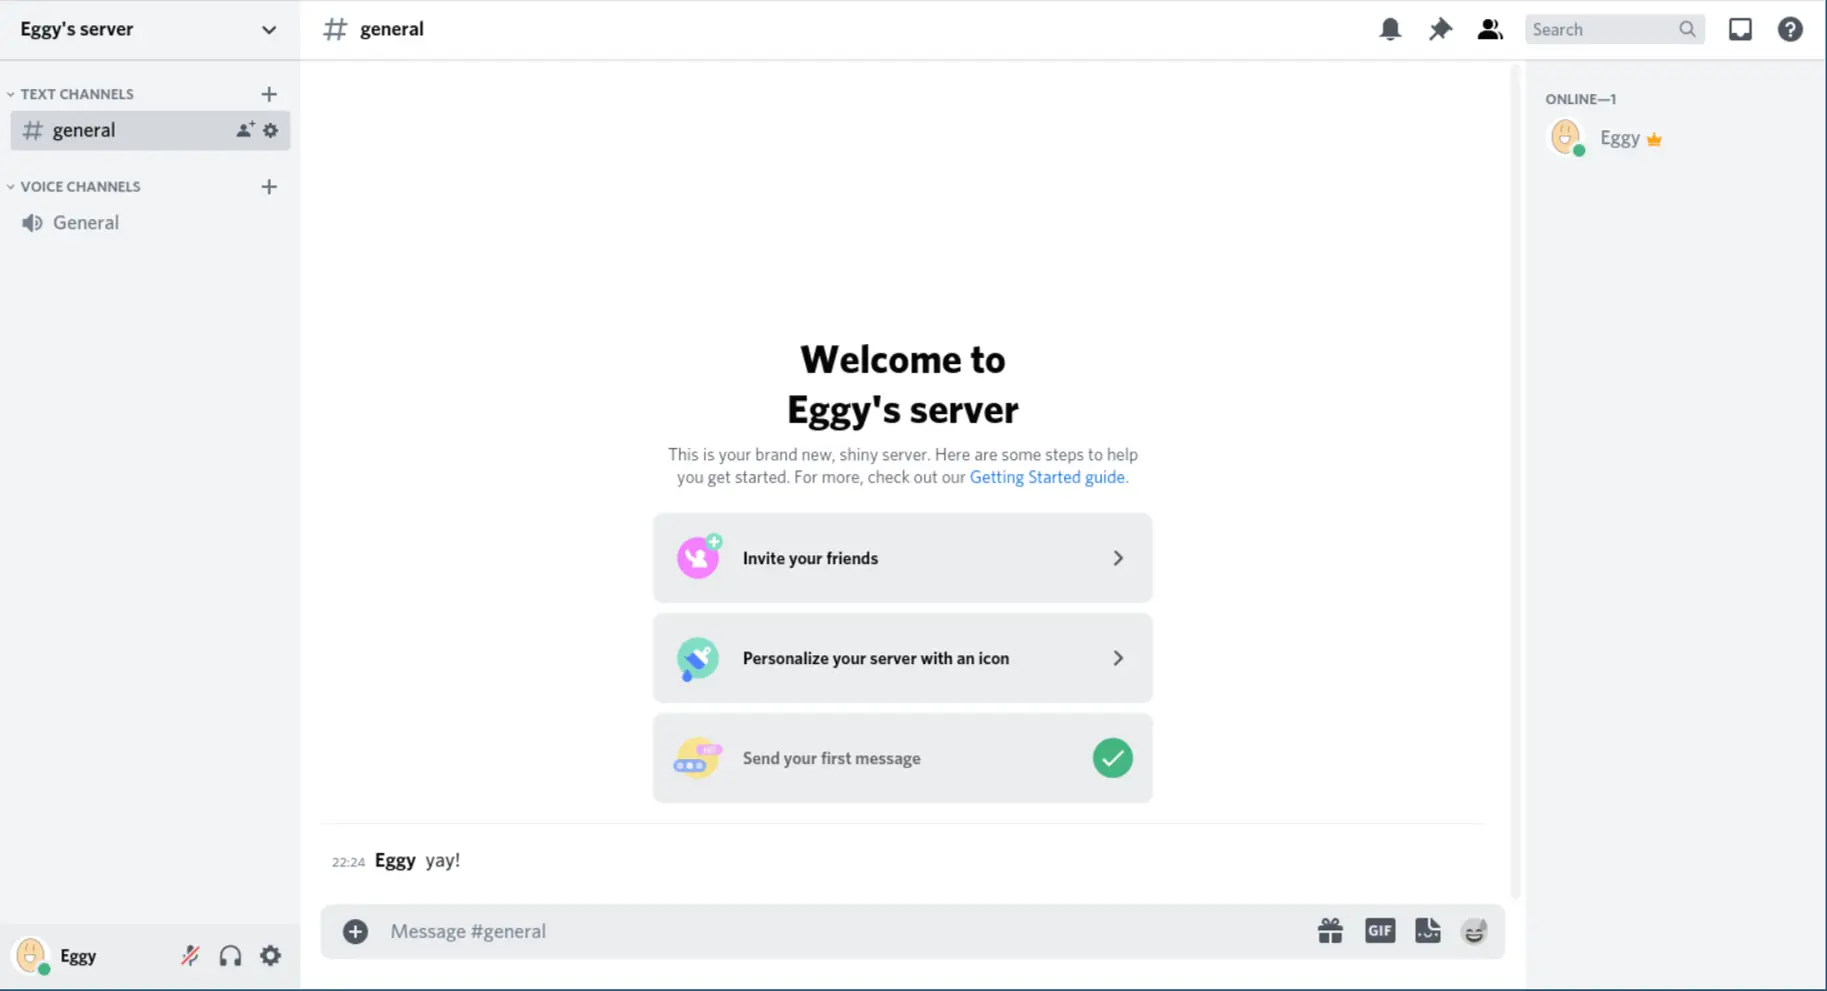 Eggy's server
general
Search
TEXT CHANNELS
general
VOICE CHANNELS
General
ONLINE—1
Eggy
Welcome to
Eggy's server
This is your brand new, shiny server. Here are some steps to help
you get started. For more, check out our Getting Started guide.
Invite your friends
Personalize your server with an icon
Send your first message
22:24 Eggy yay!
Message #general
GIF
Eggy